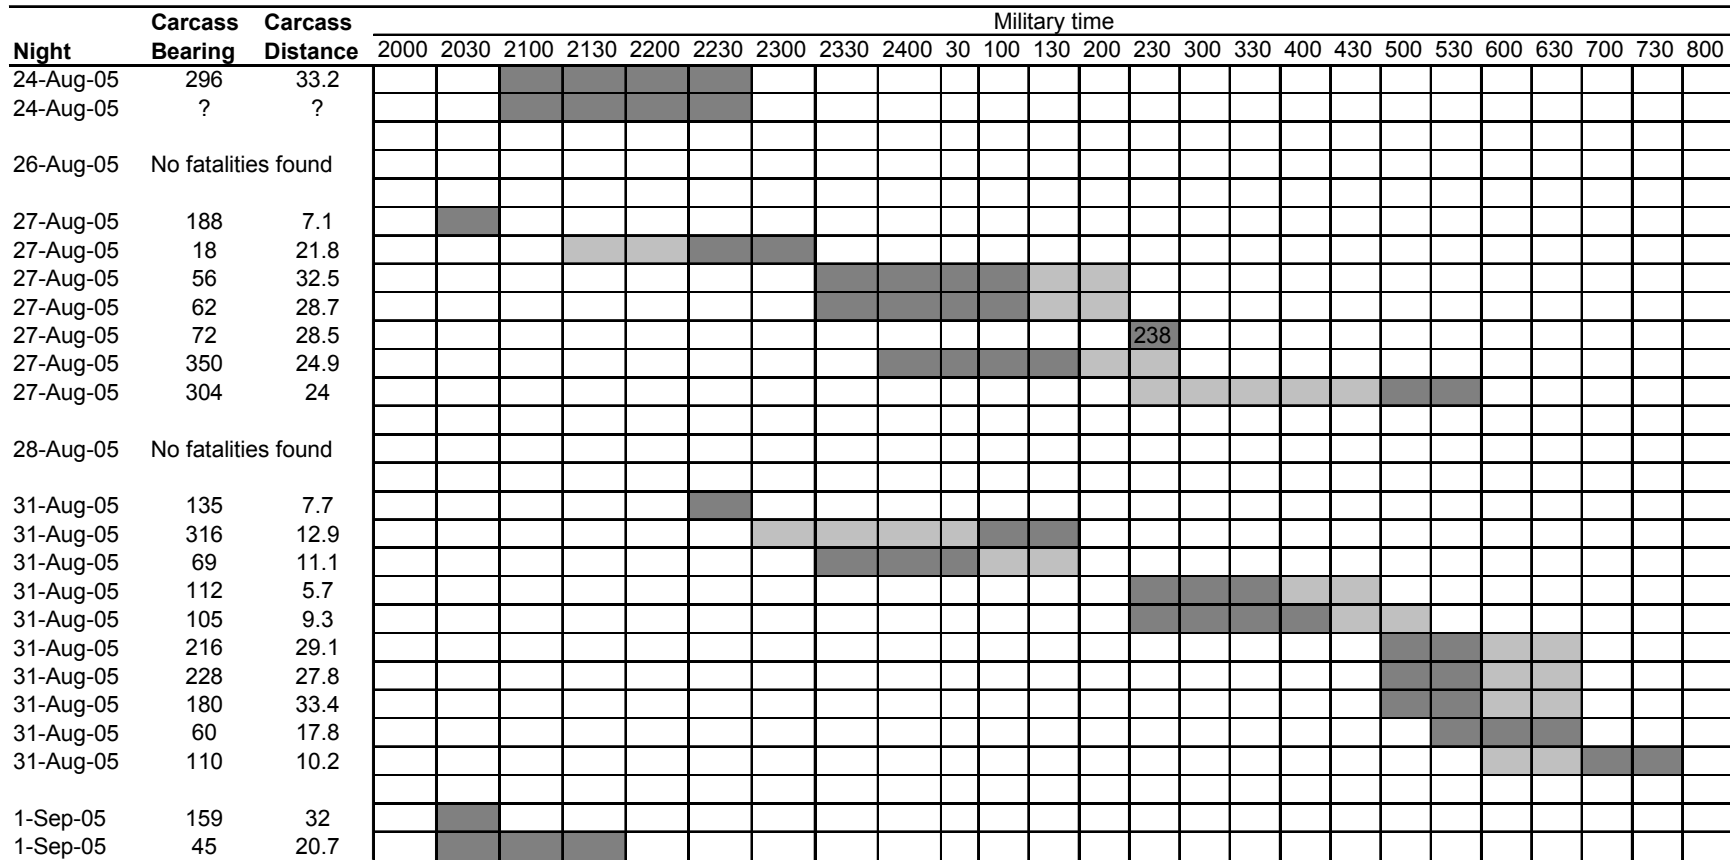 Carcass Carcass Military time
Night Bearing Distance 2000 2030 2100 2130 2200 2230 2300 2330 2400 30 100 130 200 230 300 330 400 430 500 530 600 630 700 730 800
24-Aug-05 296 33.2
24-Aug-05 ? ?
26-Aug-05 No fatalities found
27-Aug-05 188 7.1
27-Aug-05 18 21.8
27-Aug-05 56 32.5
27-Aug-05 62 28.7
27-Aug-05 72 28.5 238
27-Aug-05 350 24.9
27-Aug-05 304 24
28-Aug-05 No fatalities found
31-Aug-05 135 7.7
31-Aug-05 316 12.9
31-Aug-05 69 11.1
31-Aug-05 112 5.7
31-Aug-05 105 9.3
31-Aug-05 216 29.1
31-Aug-05 228 27.8
31-Aug-05 180 33.4
31-Aug-05 60 17.8
31-Aug-05 110 10.2
1-Sep-05 159 32
1-Sep-05 45 20.7